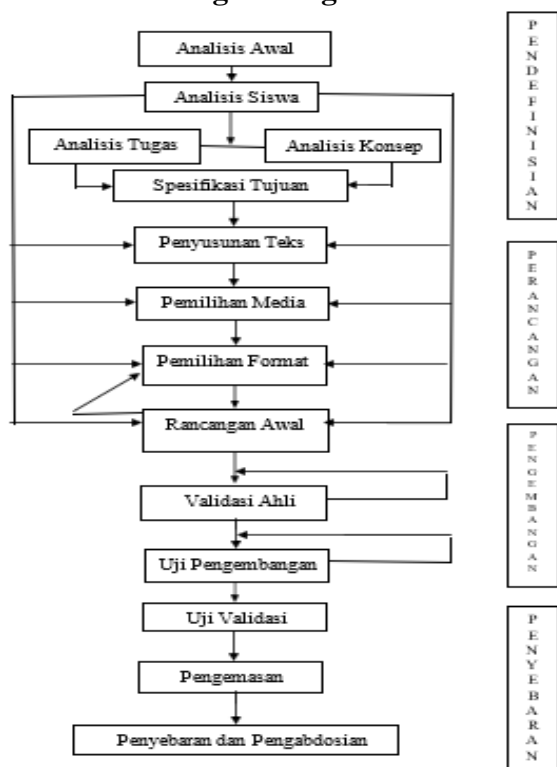 Analisis Awal
Analisis Siswa
Analisis Tugas
Analisis Konsep
Spesifikasi Tujuan
Penyusunan Teks
Pemilihan Media
Pemilihan Format
Rancangan Awal
Validasi Ahli
Uji Pengembangan
Uji Validasi
Pengemasan
Penyebaran dan Pengabdosian
PENDEFINISIAN
PERANCANGAN
PENGEMBANGAN
PENYEBARAN